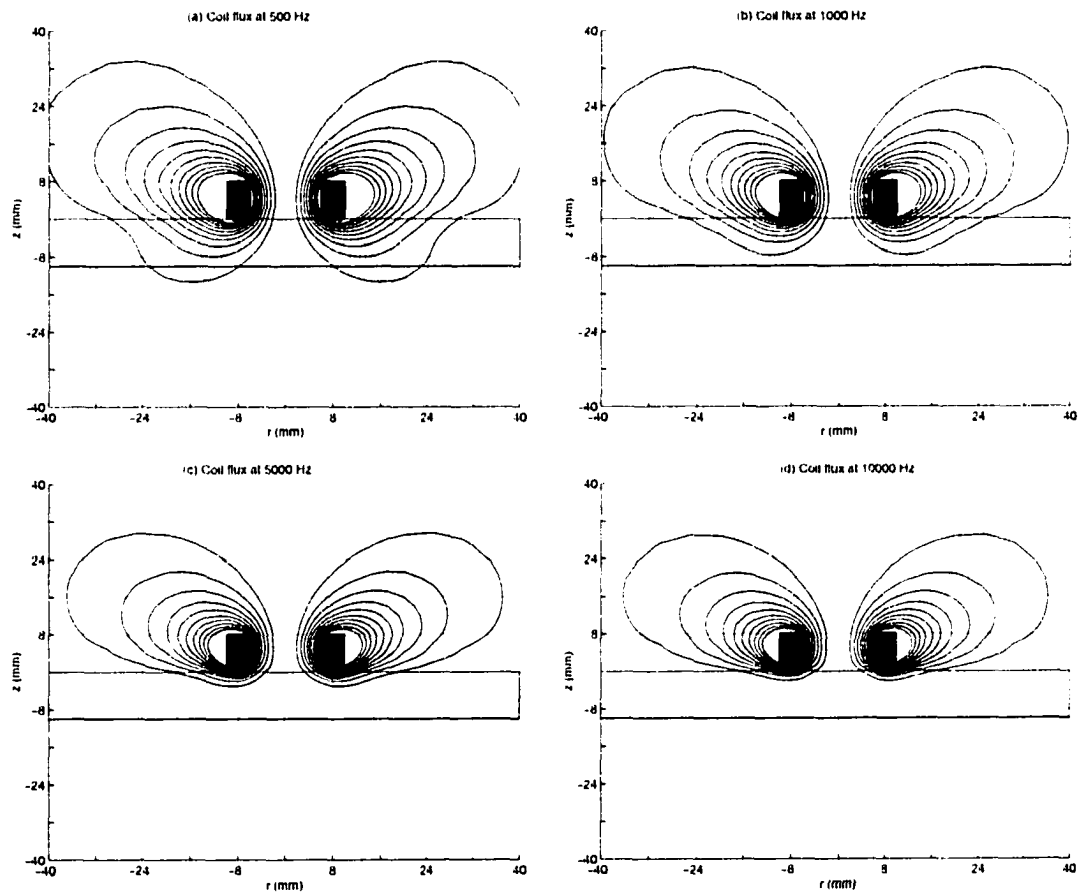 (a) Coil flux at 500 Hz
40
24
8
-8
-24
-40
z (mm)
-40 -24 -8 8 24 40
r (mm)
(b) Coil flux at 1000 Hz
40
24
8
-8
-24
-40
z (mm)
-40 -24 -8 8 24 40
r (mm)
(c) Coil flux at 5000 Hz
40
24
8
-8
-24
-40
z (mm)
-40 -24 -8 8 24 40
r (mm)
(d) Coil flux at 10000 Hz
40
24
8
-8
-24
-40
z (mm)
-40 -24 -8 8 24 40
r (mm)